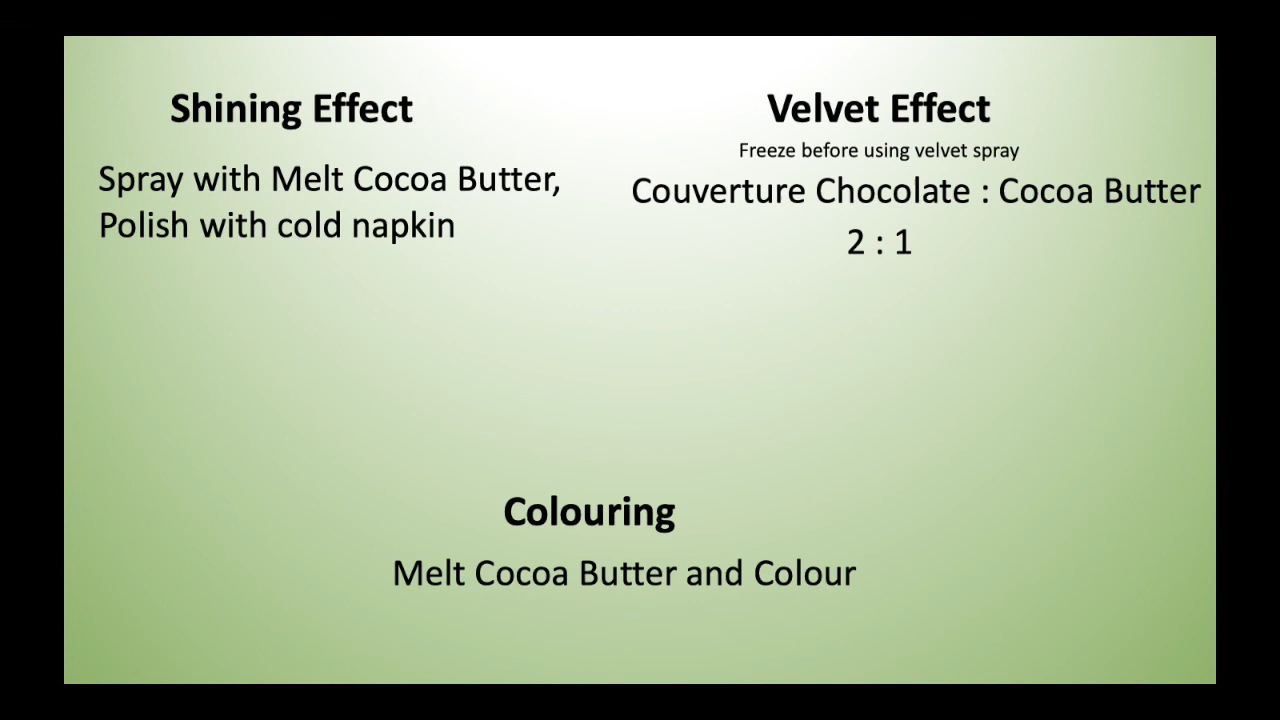 Shining Effect
Spray with Melt Cocoa Butter,
Polish with cold napkin
Velvet Effect
Freeze before using velvet spray
Couverture Chocolate : Cocoa Butter
2 : 1
Colouring
Melt Cocoa Butter and Colour